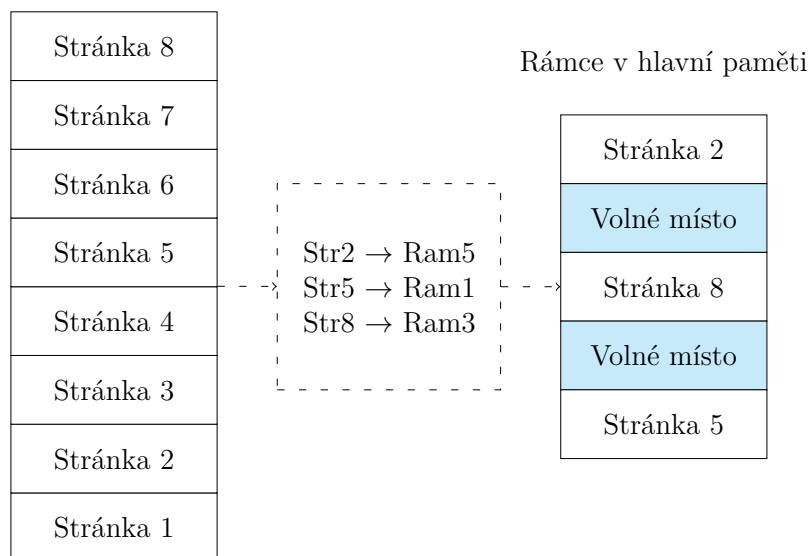 Stránka 8
Stránka 7
Stránka 6
Stránka 5
Stránka 4
Stránka 3
Stránka 2
Stránka 1
Str2 → Ram5
Str5 → Ram1
Str8 → Ram3
Rámce v hlavní paměti
Stránka 2
Volné místo
Stránka 8
Volné místo
Stránka 5